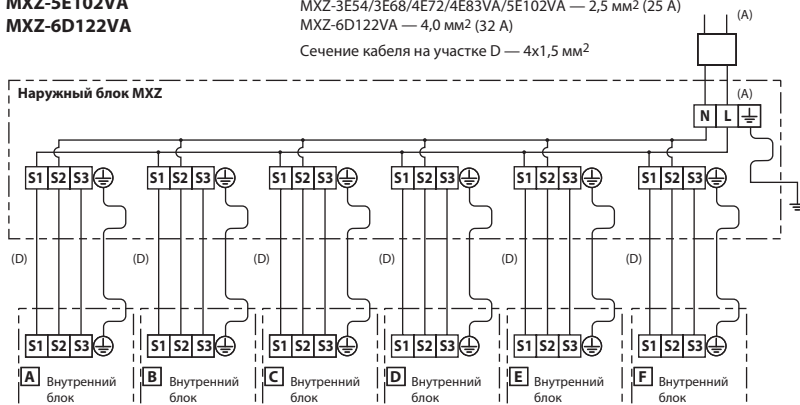 MXZ-5E102VA
MXZ-6D122VA
MXZ-3E54/3E68/4E72/4E83VA/5E102VA — 2,5 мм² (25 А)
MXZ-6D122VA — 4,0 мм² (32 А)
Сечение кабеля на участке D — 4x1,5 мм²
(A)
Наружный блок MXZ
(A)
N L
S1 S2 S3 S1 S2 S3 S1 S2 S3 S1 S2 S3 S1 S2 S3 S1 S2 S3
(D) (D) (D) (D) (D) (D)
S1 S2 S3 S1 S2 S3 S1 S2 S3 S1 S2 S3 S1 S2 S3 S1 S2 S3
A Внутренний блок
B Внутренний блок
C Внутренний блок
D Внутренний блок
E Внутренний блок
F Внутренний блок